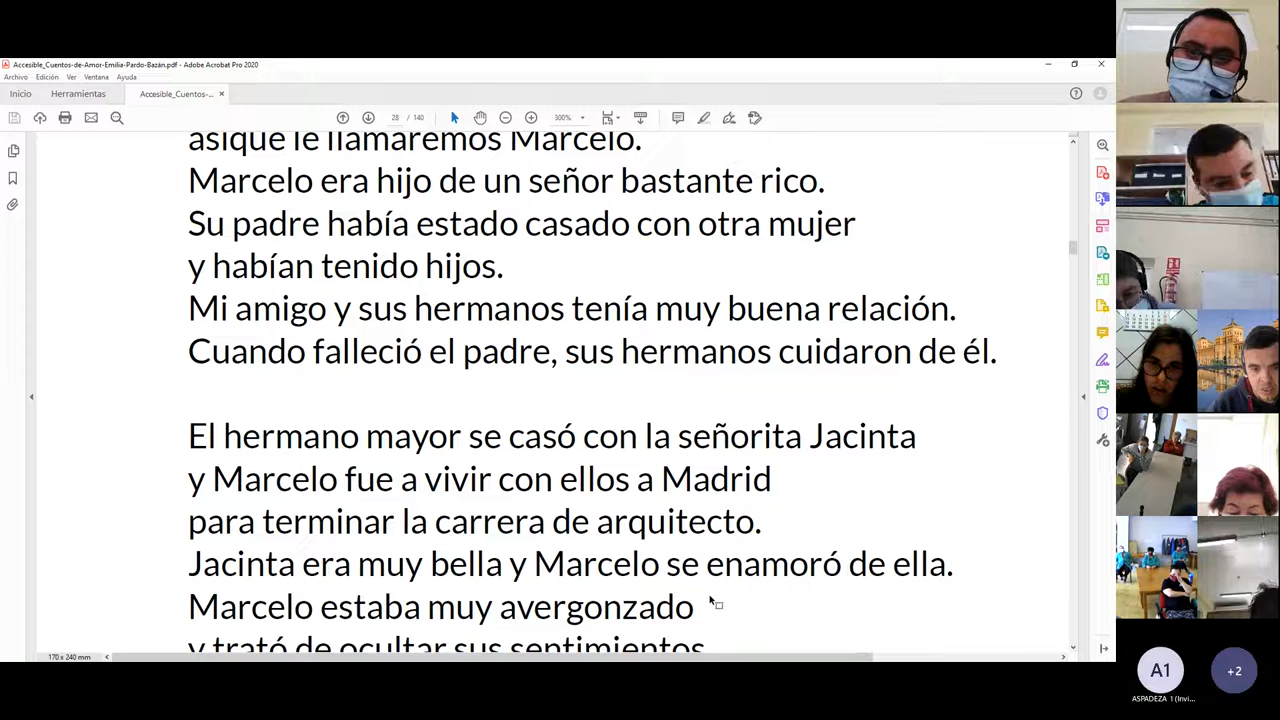 Accesible_Cuentos-de-Amor-Emilia-Pardo-Bazán.pdf - Adobe Acrobat Pro 2020
Archivo Edición Ver Ventana Ayuda
Inicio Herramientas Accesible_Cuentos-...
28 / 140 300%
asíque le llamaremos Marcelo.
Marcelo era hijo de un señor bastante rico.
Su padre había estado casado con otra mujer
y habían tenido hijos.
Mi amigo y sus hermanos tenía muy buena relación.
Cuando falleció el padre, sus hermanos cuidaron de él.
El hermano mayor se casó con la señorita Jacinta
y Marcelo fue a vivir con ellos a Madrid
para terminar la carrera de arquitecto.
Jacinta era muy bella y Marcelo se enamoró de ella.
Marcelo estaba muy avergonzado
y trató de ocultar sus sentimientos
170 x 240 mm
A1
+2
ASPADEZA 1 (Invi...